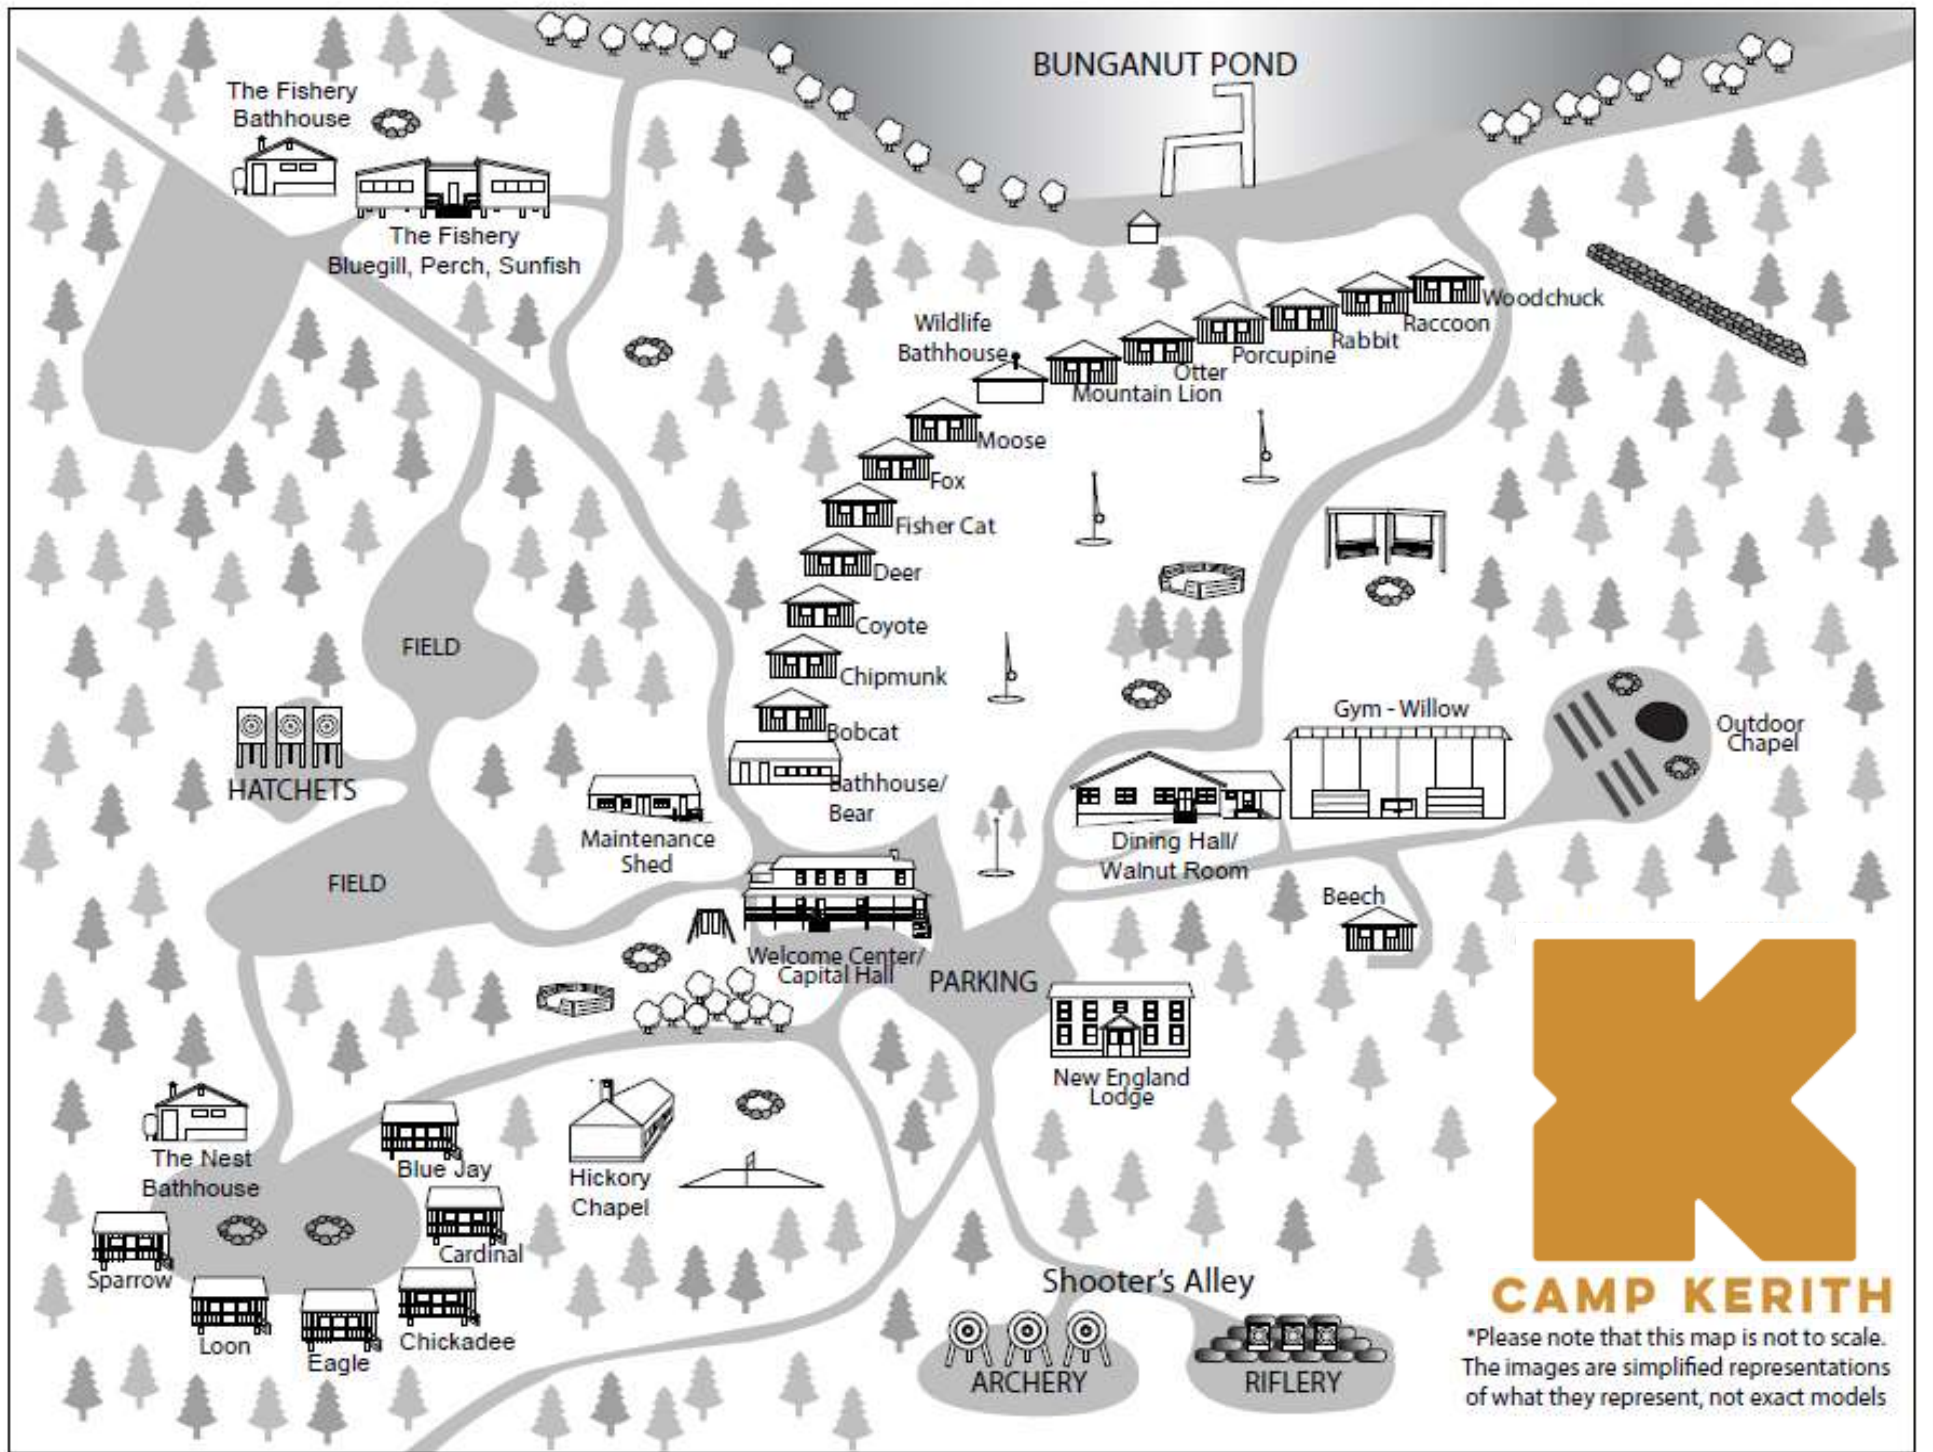 BUNGANUT POND
The Fishery
Bathhouse
The Fishery
Bluegill, Perch, Sunfish
Woodchuck
Raccoon
Rabbit
Porcupine
Otter
Mountain Lion
Wildlife
Bathhouse
Moose
Fox
Fisher Cat
Deer
Coyote
Chipmunk
Bobcat
Bathhouse/
Bear
FIELD
HATCHETS
Maintenance
Shed
Gym - Willow
Outdoor
Chapel
Dining Hall/
Walnut Room
FIELD
Beech
Welcome Center/
Capital Hall
PARKING
New England
Lodge
The Nest
Bathhouse
Blue Jay
Hickory
Chapel
Cardinal
Sparrow
Loon
Eagle
Chickadee
Shooter's Alley
ARCHERY
RIFLERY
K
CAMP KERITH
*Please note that this map is not to scale.
The images are simplified representations
of what they represent, not exact models